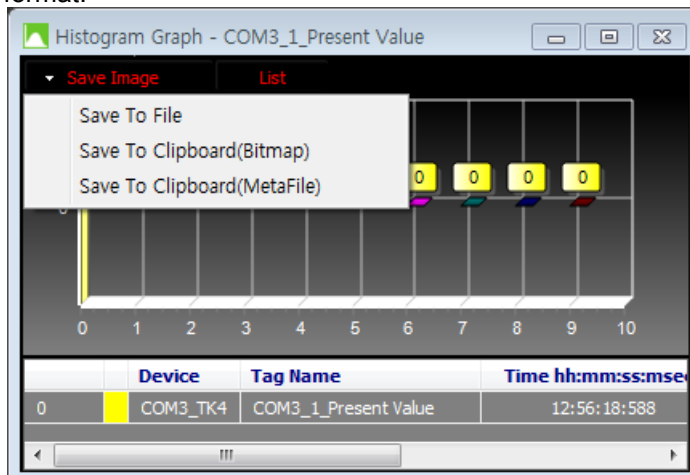 format.
Histogram Graph - COM3_1_Present Value
Save Image List
Save To File
Save To Clipboard(Bitmap)
Save To Clipboard(MetaFile)
0 0 0 0
0
0 1 2 3 4 5 6 7 8 9 10
Device Tag Name Time hh:mm:ss:mse
0 COM3_TK4 COM3_1_Present Value 12:56:18:588